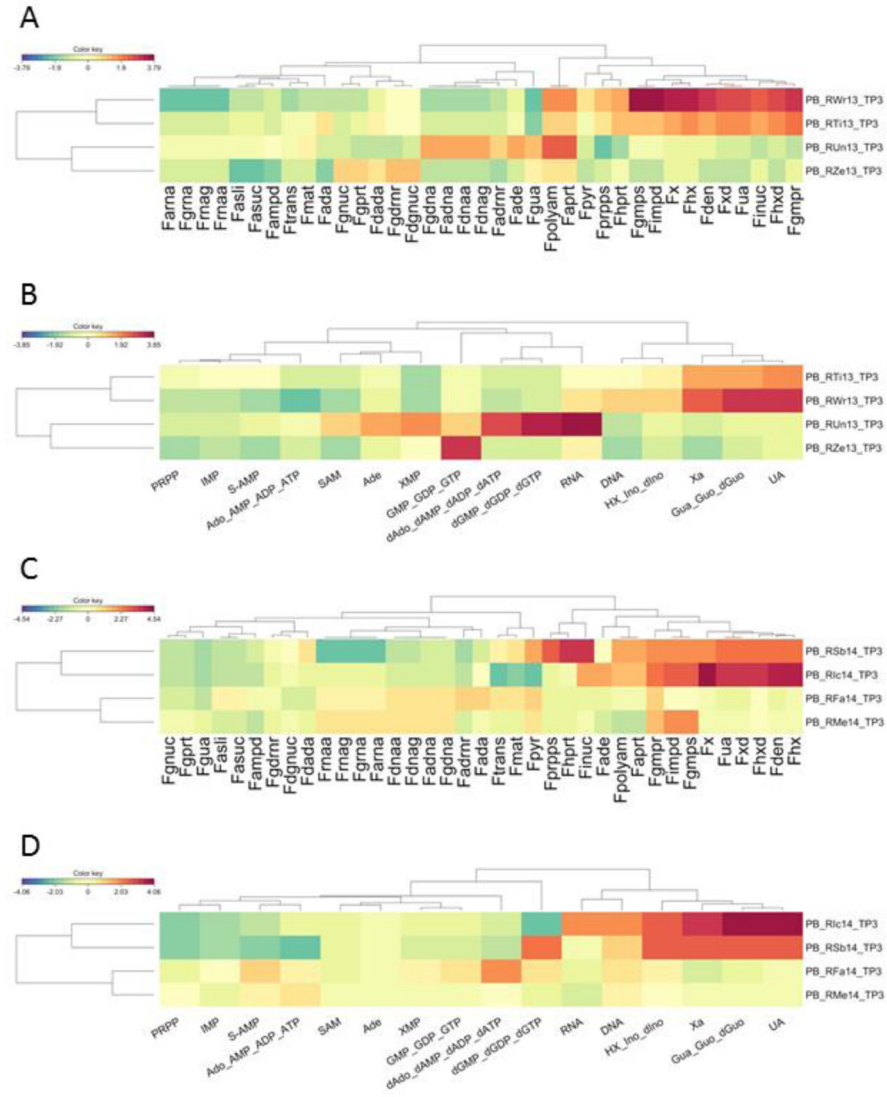 A
Color key
-3.79 -1.9 0 1.9 3.79
PB_RWr13_TP3
PB_RTi13_TP3
PB_RUn13_TP3
PB_RZe13_TP3
Farna Fgrna Frnag Frnaa Fasli Fasuc Fampd Ftrans Fmat Fada Fgnuc Fgprt Fdada Fgdrnr Fdgnuc Fgdna Fadna Fdnaa Fdnag Fadrnr Fade Fgua Fpolyam Faprt Fpyr Fprpps Fhprt Fgmps Fimpd Fx Fhx Fden Fxd Fua Finuc Fhxd Fgmpr
B
Color key
-3.85 -1.92 0 1.92 3.85
PB_RTi13_TP3
PB_RWr13_TP3
PB_RUn13_TP3
PB_RZe13_TP3
PRPP IMP S-AMP Ado_AMP_ADP_ATP SAM Ade XMP GMP_GDP_GTP dAdo_dAMP_dADP_dATP dGMP_dGDP_dGTP RNA DNA HX_Ino_dIno Xa Gua_Guo_dGuo UA
C
Color key
-4.54 -2.27 0 2.27 4.54
PB_RSb14_TP3
PB_RIc14_TP3
PB_RFa14_TP3
PB_RMe14_TP3
Fgnuc Fgprt Fgua Fasli Fasuc Fampd Fgdrnr Fdgnuc Fdada Frnaa Frnag Fgrna Farna Fdnaa Fdnag Fadna Fgdna Fadrnr Fada Ftrans Fmat Fpyr Fprpps Fhprt Finuc Fade Fpolyam Faprt Fgmpr Fimpd Fgmps Fx Fua Fxd Fhxd Fden Fhx
D
Color key
-4.06 -2.03 0 2.03 4.06
PB_RIc14_TP3
PB_RSb14_TP3
PB_RFa14_TP3
PB_RMe14_TP3
PRPP IMP S-AMP Ado_AMP_ADP_ATP SAM Ade XMP GMP_GDP_GTP dAdo_dAMP_dADP_dATP dGMP_dGDP_dGTP RNA DNA HX_Ino_dIno Xa Gua_Guo_dGuo UA